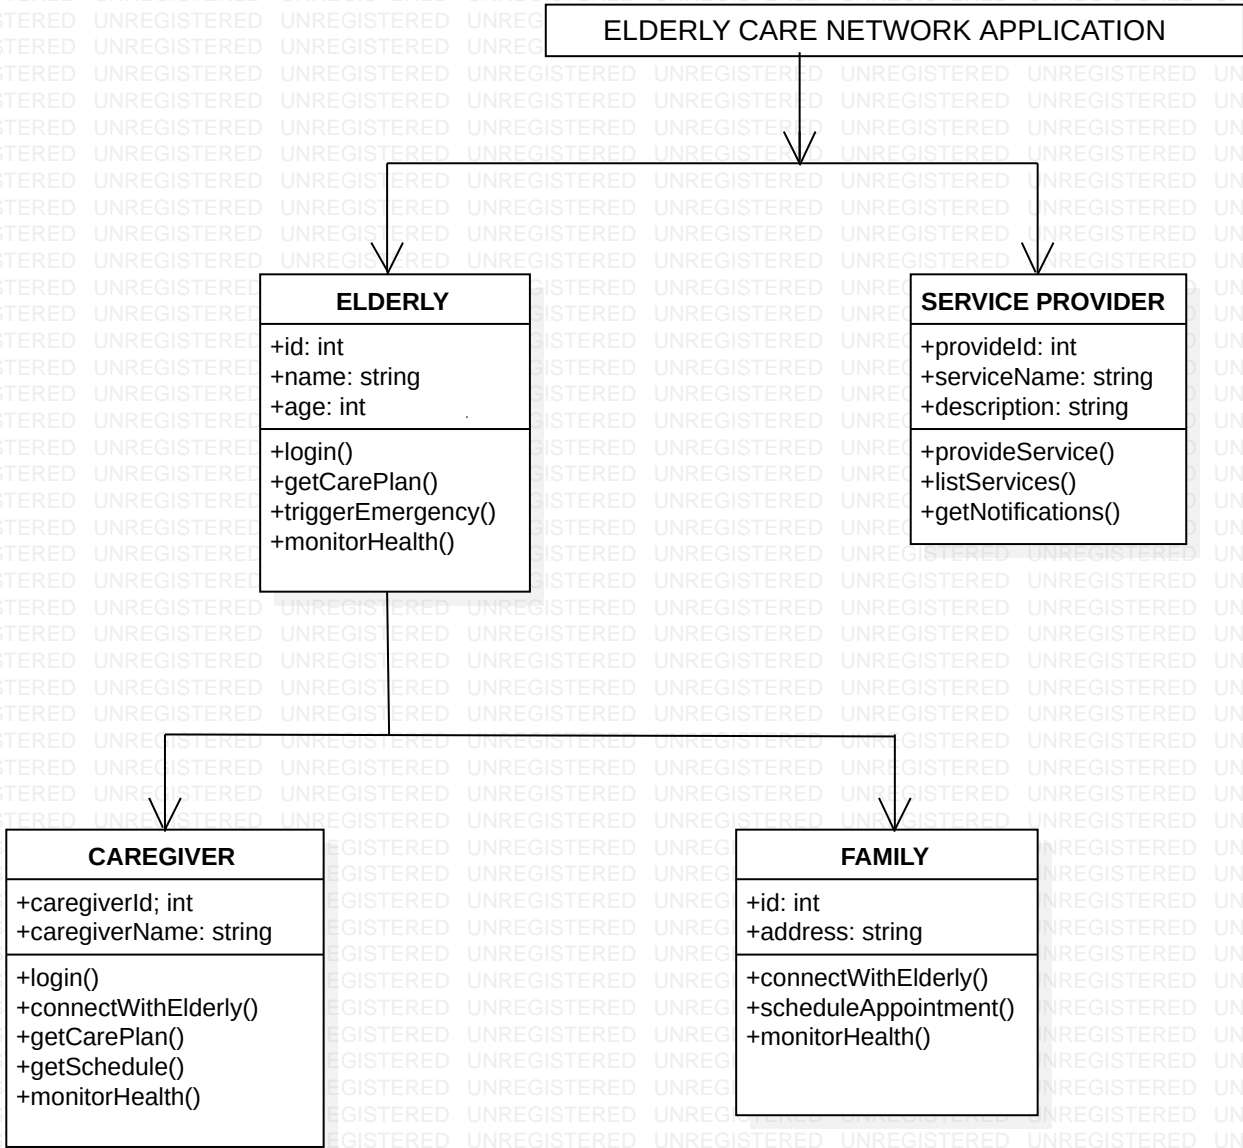 ELDERLY CARE NETWORK APPLICATION
ELDERLY
+id: int
+name: string
+age: int
+login()
+getCarePlan()
+triggerEmergency()
+monitorHealth()
SERVICE PROVIDER
+provideId: int
+serviceName: string
+description: string
+provideService()
+listServices()
+getNotifications()
CAREGIVER
+caregiverId; int
+caregiverName: string
+login()
+connectWithElderly()
+getCarePlan()
+getSchedule()
+monitorHealth()
FAMILY
+id: int
+address: string
+connectWithElderly()
+scheduleAppointment()
+monitorHealth()
UNREGISTERED